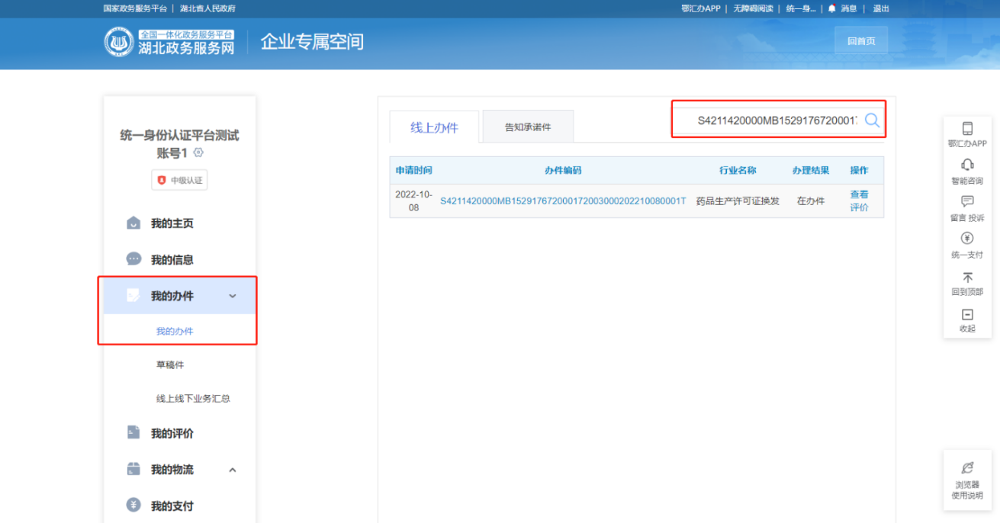 国家政务服务平台 | 湖北省人民政府
鄂汇办APP | 无障碍阅读 | 统一身... | 消息 | 退出
全国一体化政务服务平台
湖北政务服务网
企业专属空间
回首页
统一身份认证平台测试
账号1
中级认证
我的主页
我的信息
我的办件
我的办件
草稿件
线上线下业务汇总
我的评价
我的物流
我的支付
线上办件
告知承诺件
S4211420000MB1529176720001
申请时间 办件编码 行业名称 办理结果 操作
2022-10-08 S4211420000MB152917672000172003000202210080001T 药品生产许可证换发 在办件 查看
评价
鄂汇办APP
智能咨询
留言 投诉
统一支付
回到顶部
收起
浏览器
使用说明